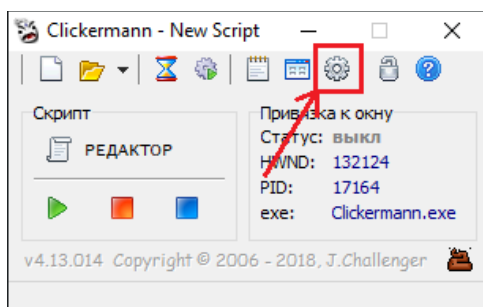 Clickermann - New Script
Скрипт
РЕДАКТОР
Привязка к окну
Статус: выкл
HWND: 132124
PID: 17164
exe: Clickermann.exe
v4.13.014 Copyright © 2006 - 2018, J.Challenger